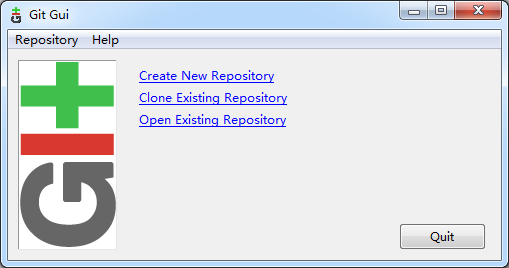 Git Gui
Repository Help
Create New Repository
Clone Existing Repository
Open Existing Repository
Quit